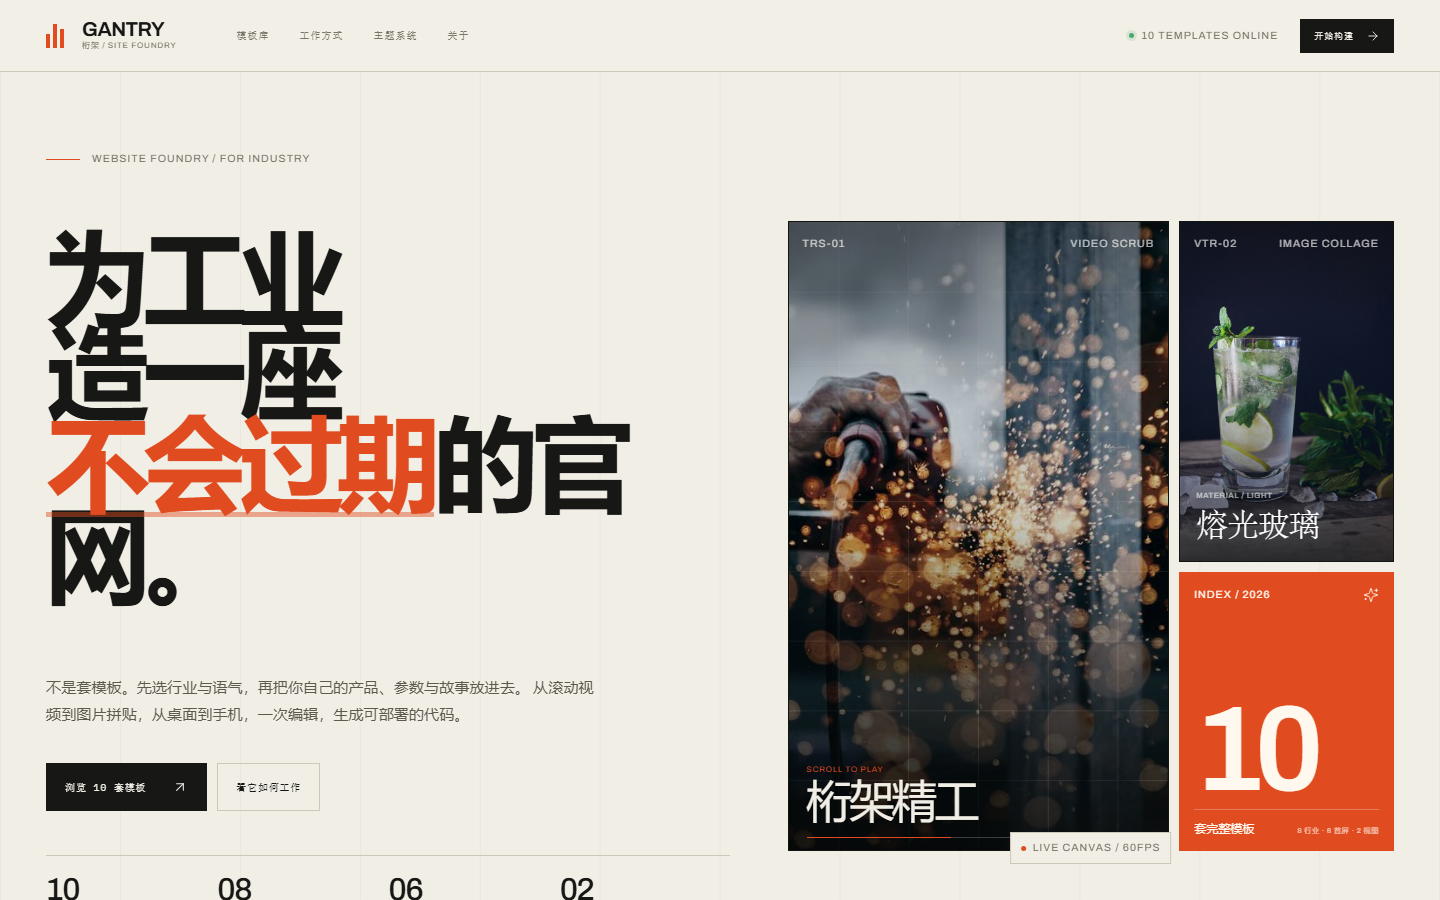 GANTRY
桁架 / SITE FOUNDRY
模板库
工作方式
主题系统
关于
10 TEMPLATES ONLINE
开始构建
WEBSITE FOUNDRY / FOR INDUSTRY
为工业
造一座
不会过期的官
网。
不是套模板。先选行业与语气，再把你自己的产品、参数与故事放进去。 从滚动视
频到图片拼贴，从桌面到手机，一次编辑，生成可部署的代码。
浏览 10 套模板
看它如何工作
10
08
06
02
TRS-01
VIDEO SCRUB
SCROLL TO PLAY
桁架精工
LIVE CANVAS / 60FPS
VTR-02
IMAGE COLLAGE
MATERIAL / LIGHT
熔光玻璃
INDEX / 2026
10
套完整模板
8 行业 · 8 首屏 · 2 视图